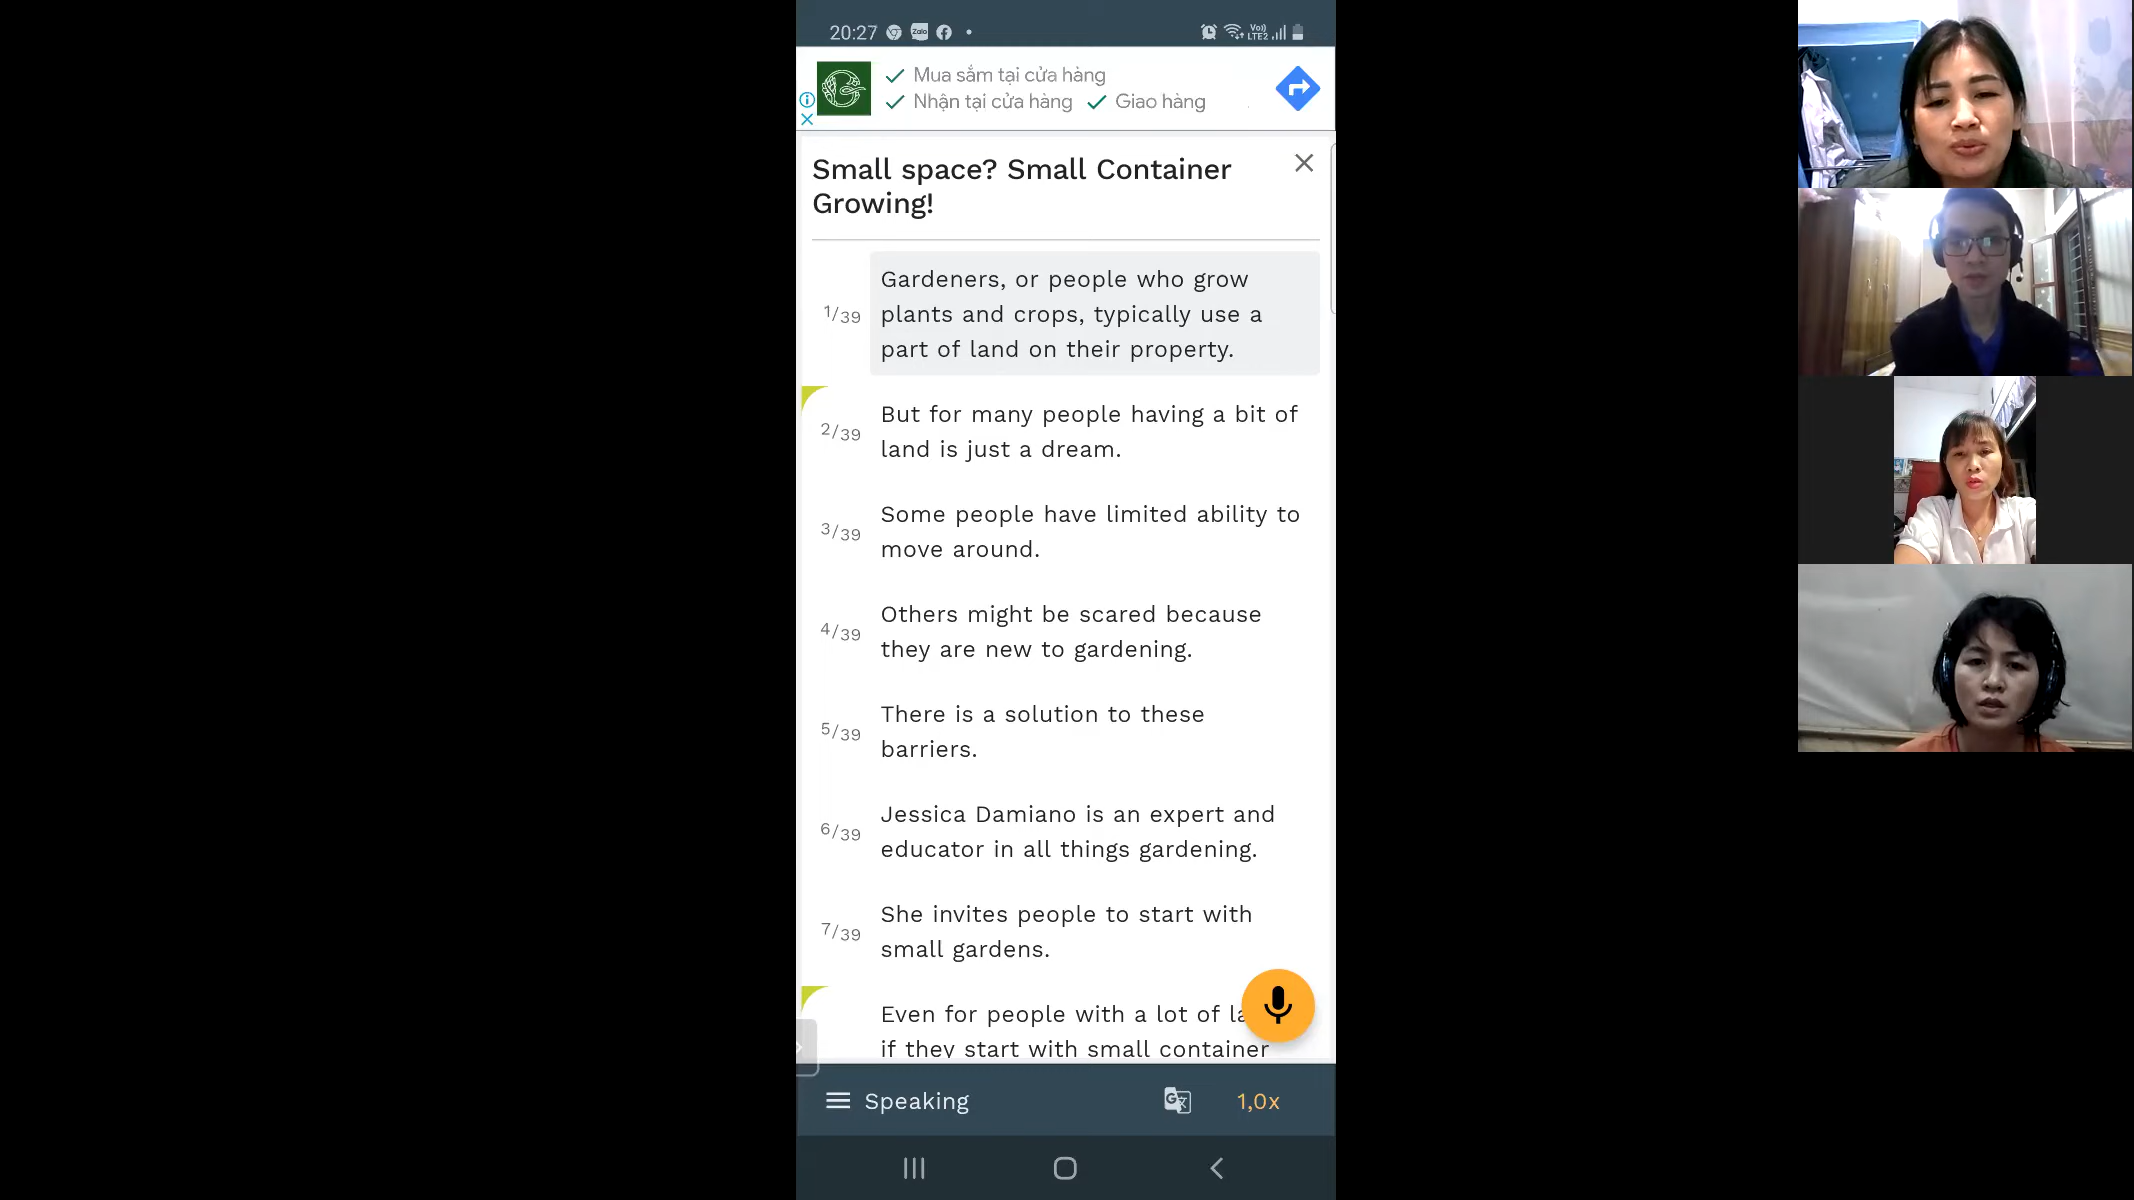 20:27
Zalo
Vo))
LTE2
Mua sắm tại cửa hàng
Nhận tại cửa hàng Giao hàng
Small space? Small Container
Growing!
1/39
Gardeners, or people who grow
plants and crops, typically use a
part of land on their property.
2/39
But for many people having a bit of
land is just a dream.
3/39
Some people have limited ability to
move around.
4/39
Others might be scared because
they are new to gardening.
5/39
There is a solution to these
barriers.
6/39
Jessica Damiano is an expert and
educator in all things gardening.
7/39
She invites people to start with
small gardens.
Even for people with a lot of la
if they start with small container
Speaking
1,0x